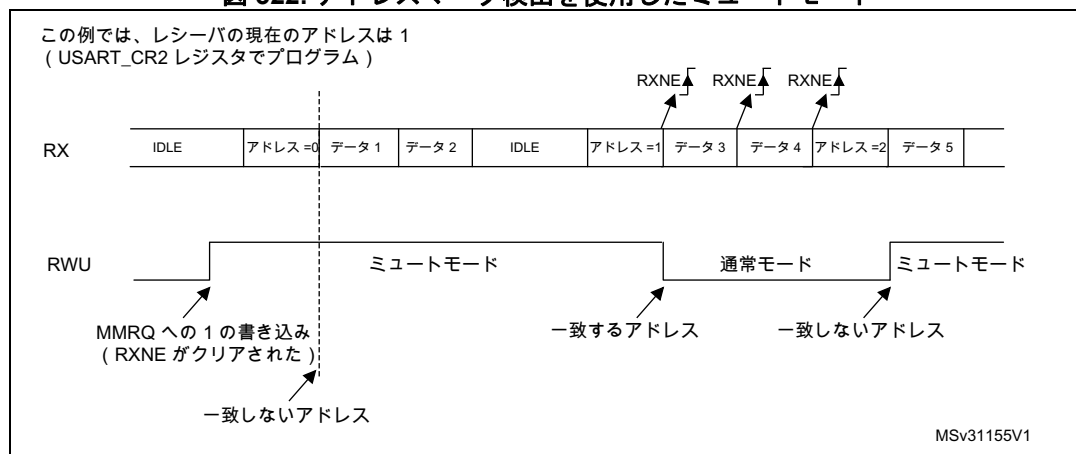 この例では、レシーバの現在のアドレスは 1
( USART_CR2 レジスタでプログラム )
RXNE RXNE RXNE
RX IDLE アドレス =0 データ 1 データ 2 IDLE アドレス =1 データ 3 データ 4 アドレス =2 データ 5
RWU ミュートモード 通常モード ミュートモード
MMRQ への 1 の書き込み
( RXNE がクリアされた )
一致するアドレス 一致しないアドレス
一致しないアドレス
MSv31155V1